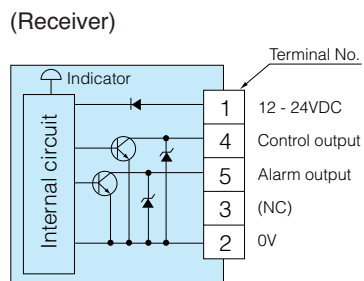 (Receiver)
Terminal No.
Indicator
Internal circuit
1 12 - 24VDC
4 Control output
5 Alarm output
3 (NC)
2 0V